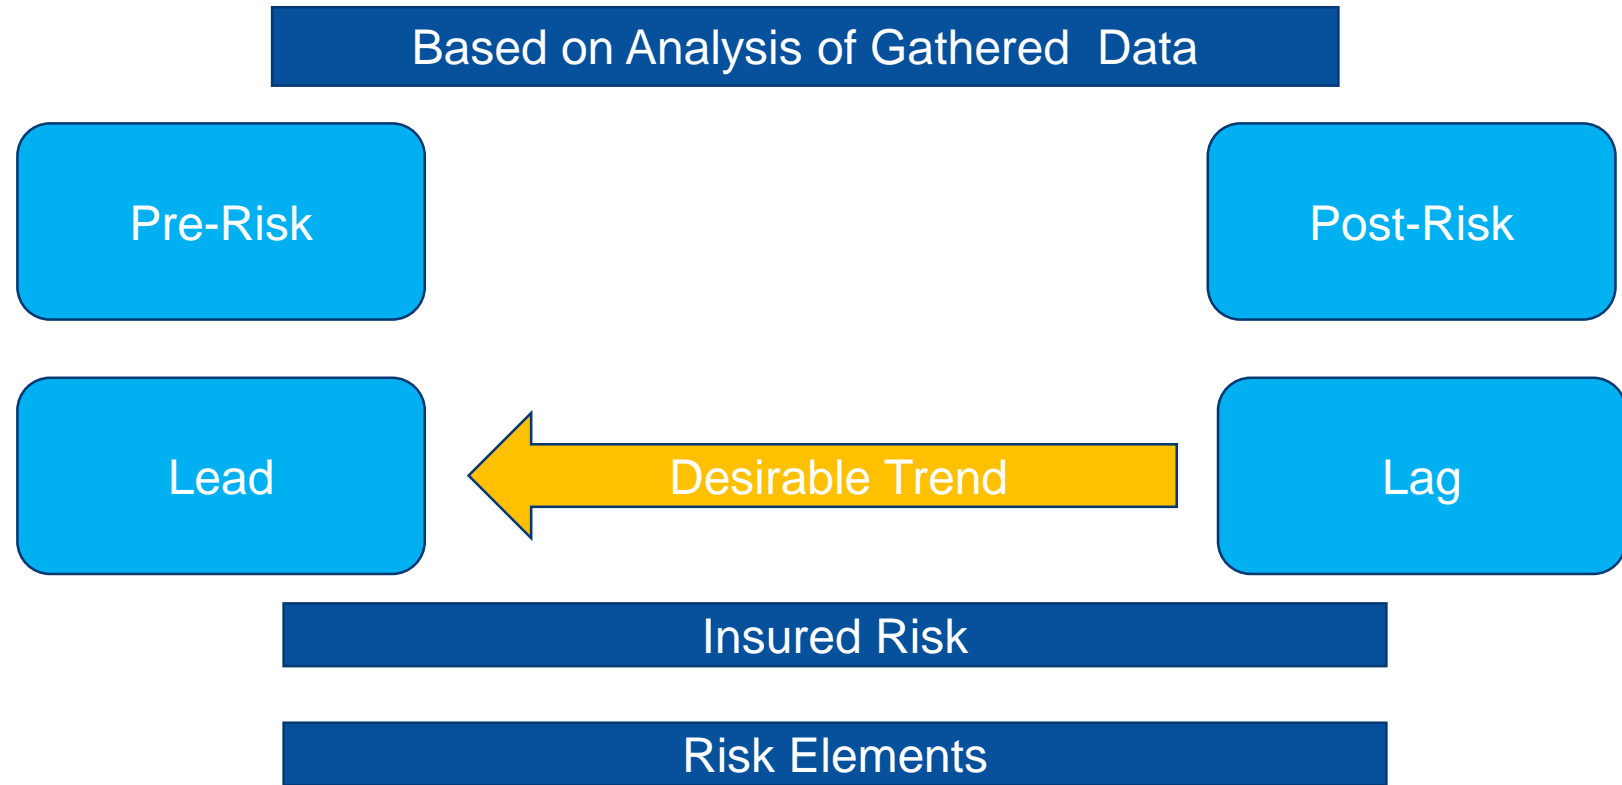 Based on Analysis of Gathered  Data
Pre-Risk
Post-Risk
Lead
Desirable Trend
Lag
Insured Risk
Risk Elements